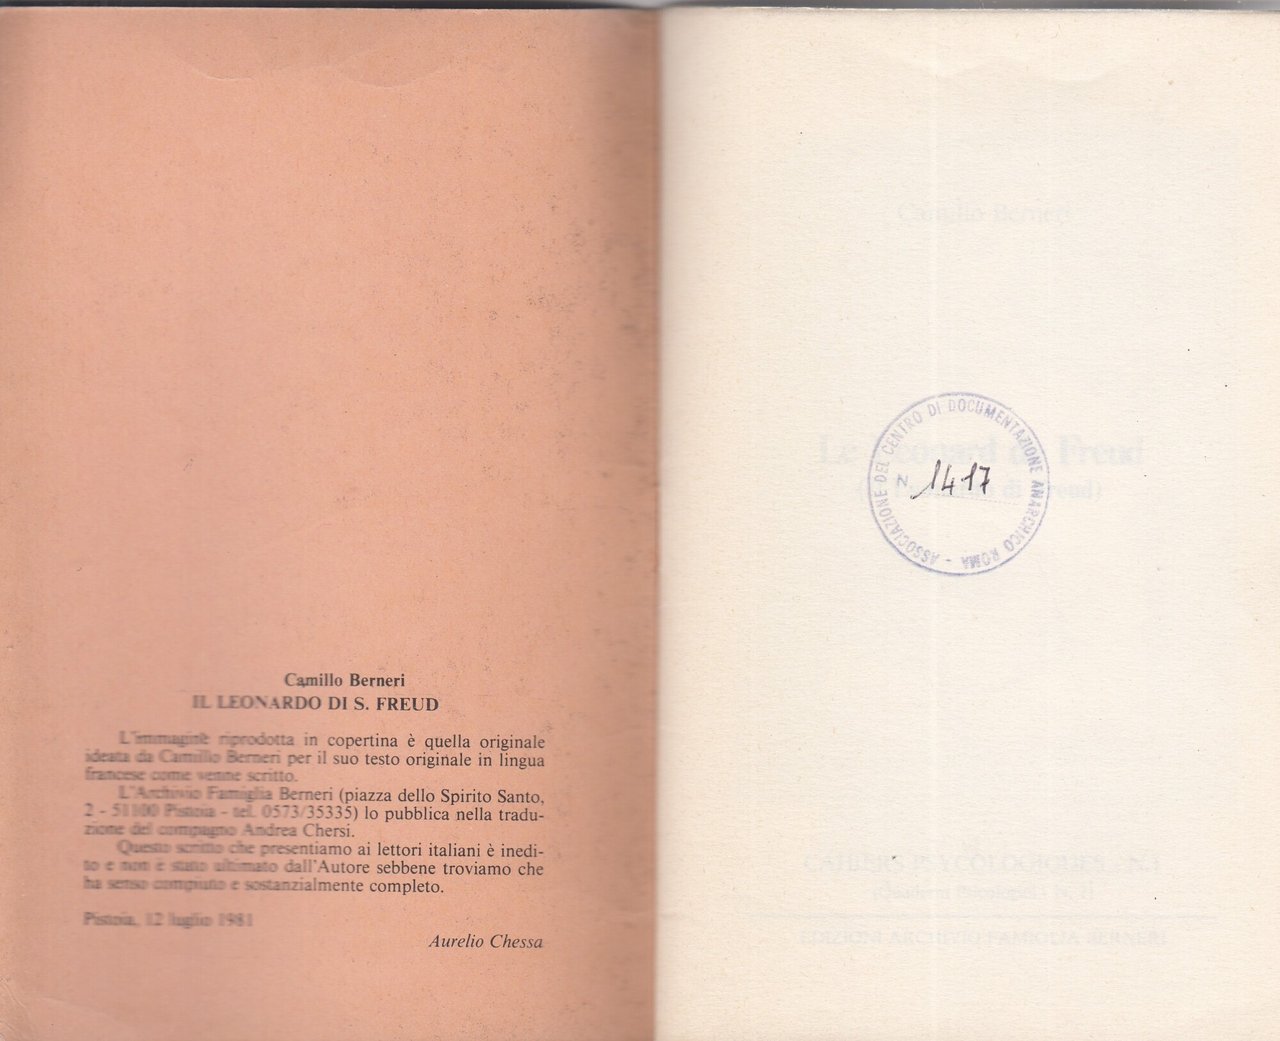 Camillo Berneri
IL LEONARDO DI S. FREUD
L'immagine riprodotta in copertina è quella originale
ideata da Camillo Berneri per il suo testo originale in lingua
francese come venne scritto.
L'Archivio Famiglia Berneri (piazza dello Spirito Santo,
2 - 51100 Pistoia - tel. 0573/35335) lo pubblica nella tradu-
zione del compagno Andrea Chersi.
Questo scritto che presentiamo ai lettori italiani è inedi-
to e non è stato ultimato dall'Autore sebbene troviamo che
ha senso compiuto e sostanzialmente completo.
Pistoia, 12 luglio 1981
Aurelio Chessa
Camillo Berneri
Le Léonard de Freud
di Freud)
ASSOCIAZIONE DEL CENTRO DI DOCUMENTAZIONE ANARCHICO ROMA -
N. 1417
EDIZIONI ARCHIVIO FAMIGLIA BERNERI